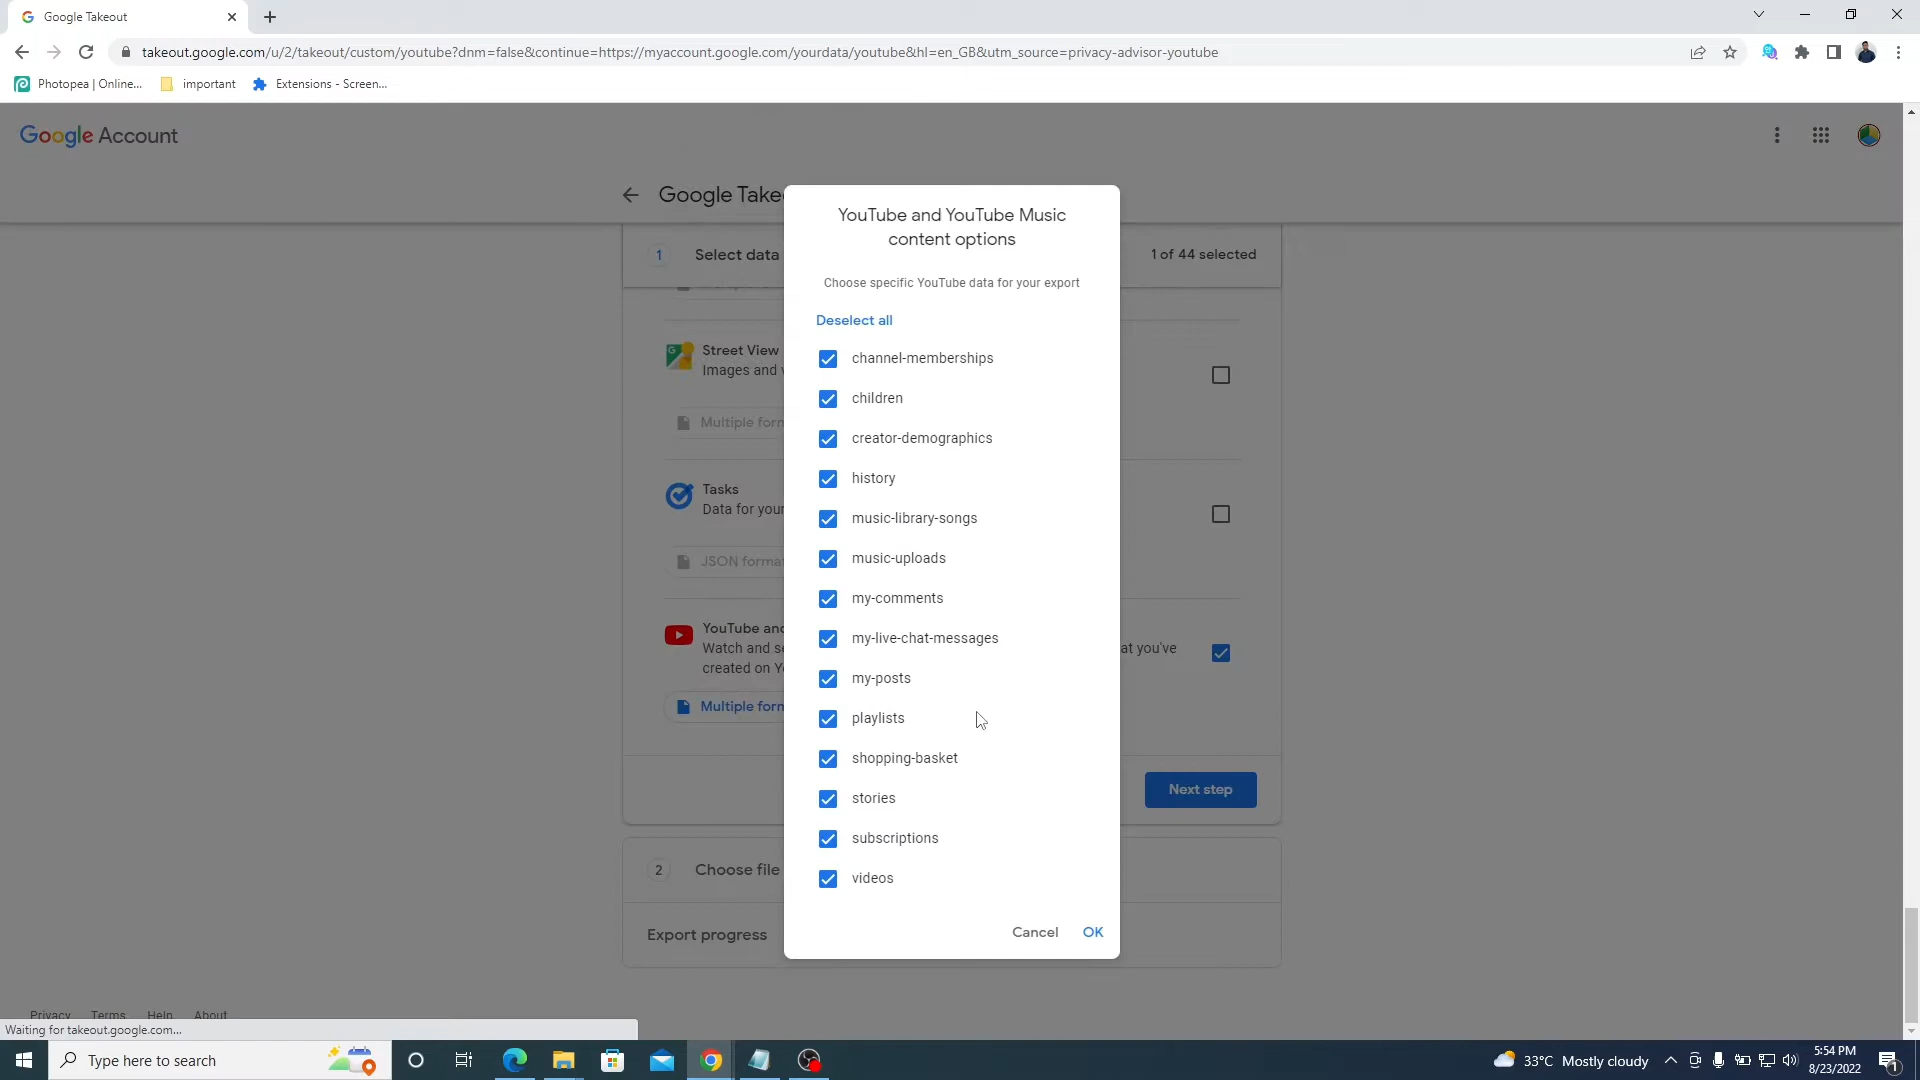 Google Takeout
takeout.google.com/u/2/takeout/custom/youtube?dnm=false&continue=https://myaccount.google.com/yourdata/youtube&hl=en_GB&utm_source=privacy-advisor-youtube
Photopea | Online...
important
Extensions - Screen...
Google Account
Google Take
1
Select data
1 of 44 selected
Street View
Images and
Multiple forn
Tasks
Data for your
JSON forma
YouTube and
Watch and se
at you've
created on Y
Multiple forn
Next step
2
Choose file
Export progress
YouTube and YouTube Music
content options
Choose specific YouTube data for your export
Deselect all
channel-memberships
children
creator-demographics
history
music-library-songs
music-uploads
my-comments
my-live-chat-messages
my-posts
playlists
shopping-basket
stories
subscriptions
videos
Cancel
OK
Privacy
Terms
Help
About
Waiting for takeout.google.com...
Type here to search
33°C Mostly cloudy
5:54 PM
8/23/2022
1